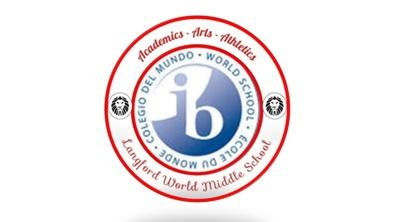 Academics - Arts - Athletics
WORLD SCHOOL • ÉCOLE DU MONDE • COLEGIO DEL MUNDO •
ib
Langford World Middle School